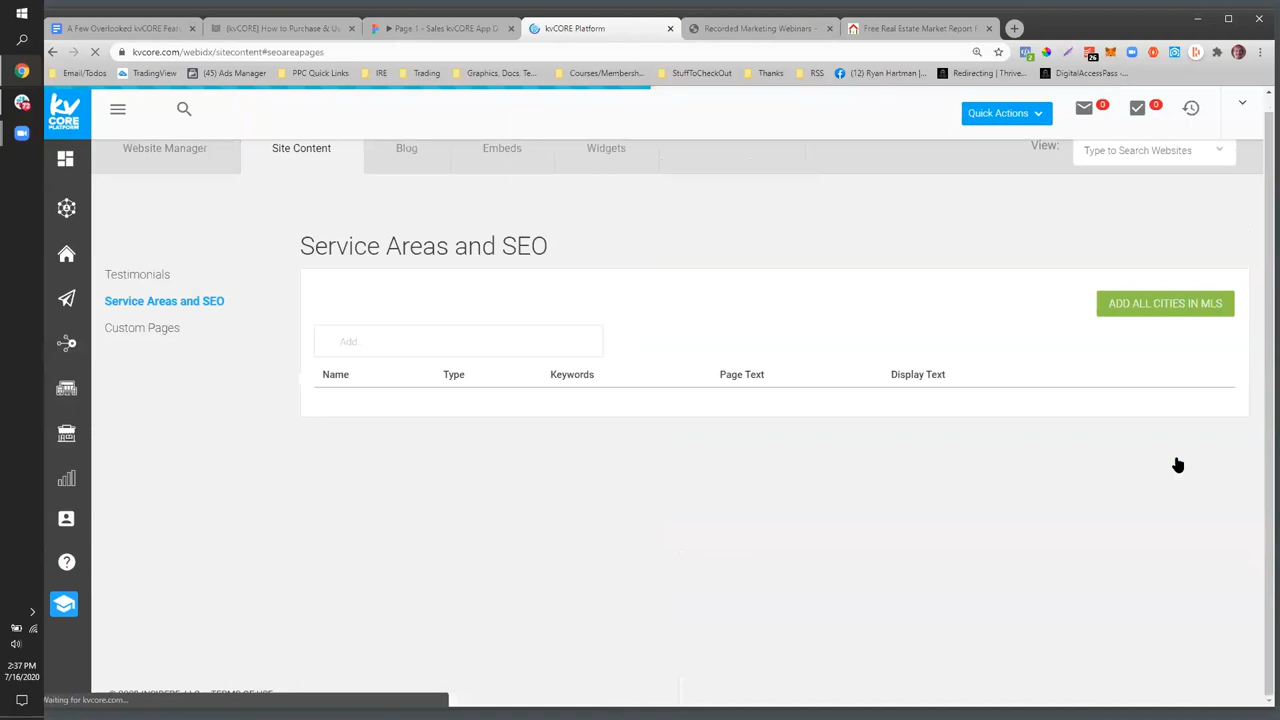 A Few Overlooked kvCORE Feat
[kvCORE] How to Purchase & U
Page 1 - Sales kvCORE App D
kvCORE Platform
Recorded Marketing Webinars -
Free Real Estate Market Report F
kvcore.com/webidx/sitecontent#seoareapages
Email/Todos
TradingView
(45) Ads Manager
PPC Quick Links
IRE
Trading
Graphics, Docs, Te...
Courses/Membersh...
StuffToCheckOut
Thanks
RSS
(12) Ryan Hartman |...
Redirecting | Thrive...
DigitalAccessPass -...
kv
CORE
PLATFORM
Quick Actions
0
0
Website Manager
Site Content
Blog
Embeds
Widgets
View:
Type to Search Websites
Service Areas and SEO
Testimonials
Service Areas and SEO
Custom Pages
ADD ALL CITIES IN MLS
Add..
Name
Type
Keywords
Page Text
Display Text
2:37 PM
7/16/2020
TERMS OF USE
Waiting for kvcore.com...